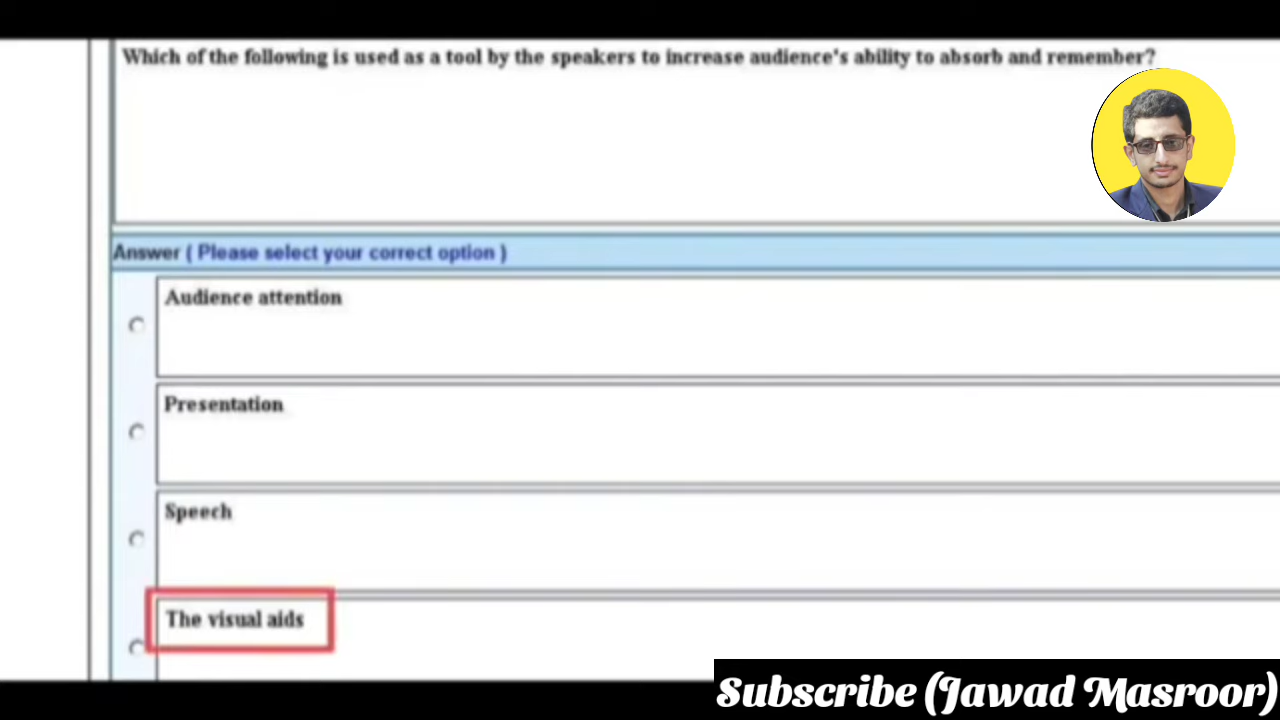 Which of the following is used as a tool by the speakers to increase audience's ability to absorb and remember?
Answer ( Please select your correct option )
Audience attention
Presentation
Speech
The visual aids
Subscribe (Jawad Masroor)